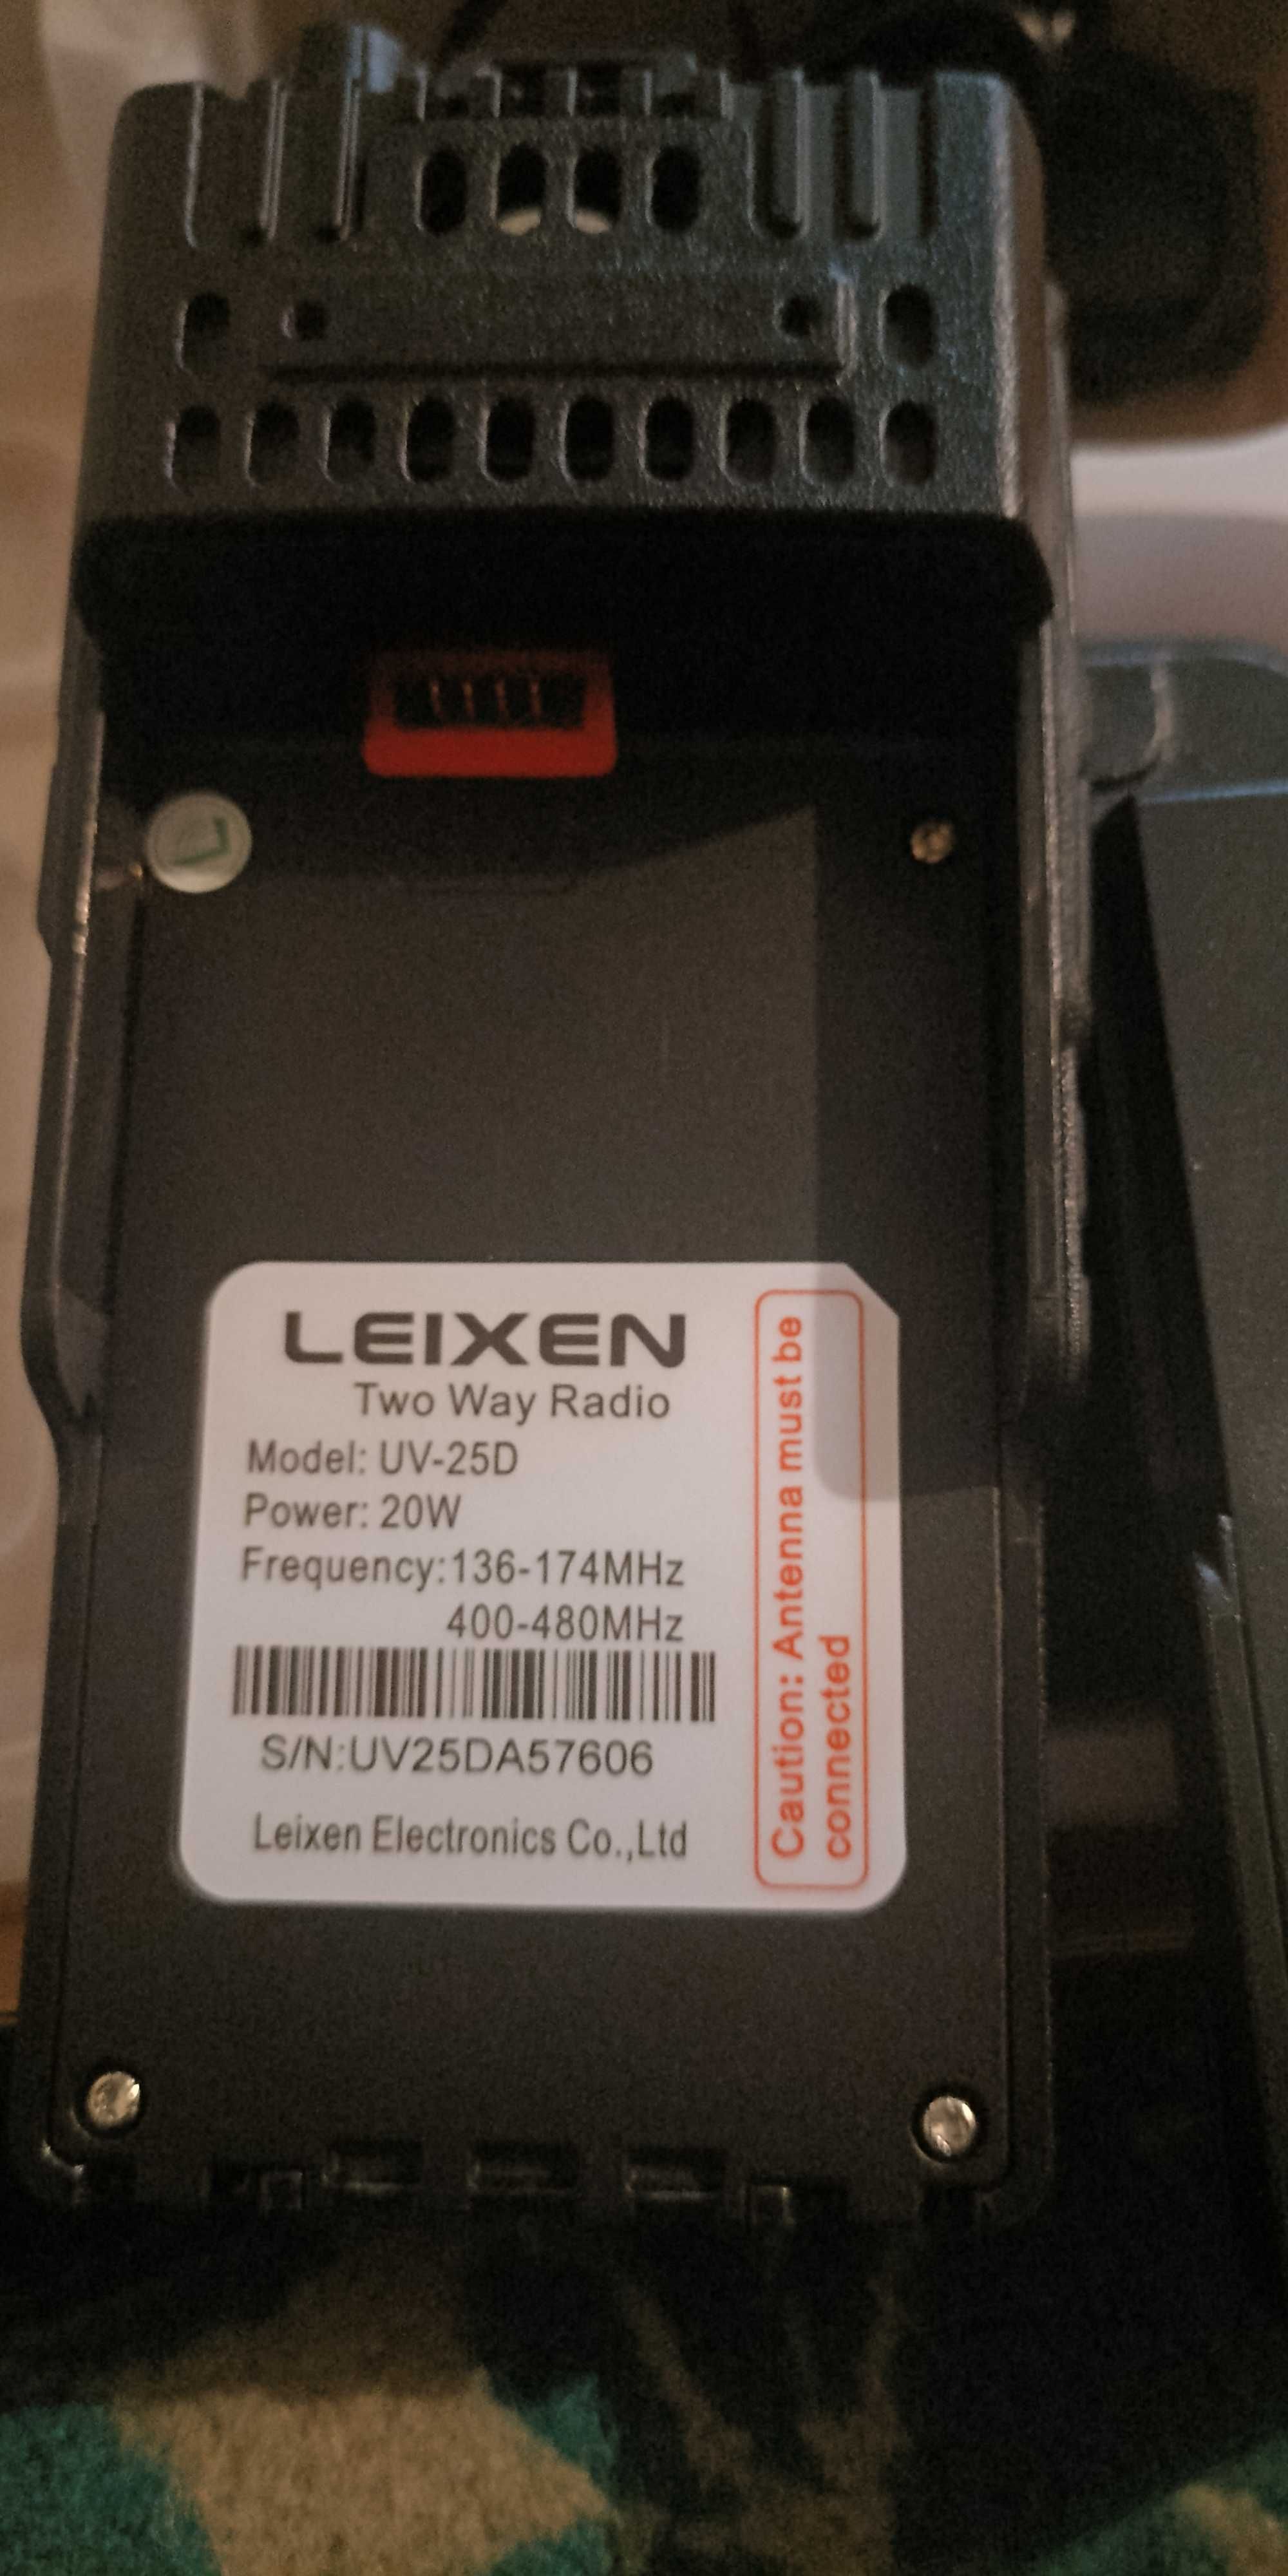 LEIXEN
Two Way Radio
Model: UV-25D
Power: 20W
Frequency:136-174MHz
400-480MHz
S/N:UV25DA57606
Leixen Electronics Co.,Ltd
Caution: Antenna must be
connected